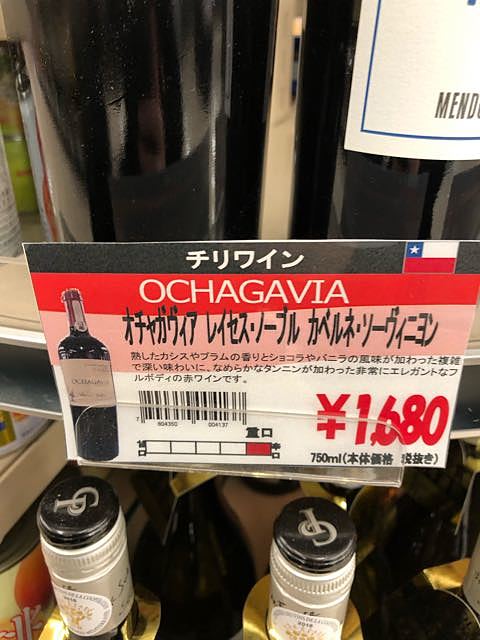 MENDO
チリワイン
OCHAGAVIA
オチャガヴィア レイセス・ノーブル カベルネ・ソーヴィニヨン
熟したカシスやプラムの香りとショコラやバニラの風味が加わった複雑
で深い味わいに、なめらかなタンニンが加わった非常にエレガントなフ
ルボディの赤ワインです。
OCHAGAVIA
7 804350 004137
重口
¥1,680
750ml(本体価格 税抜き)
2018